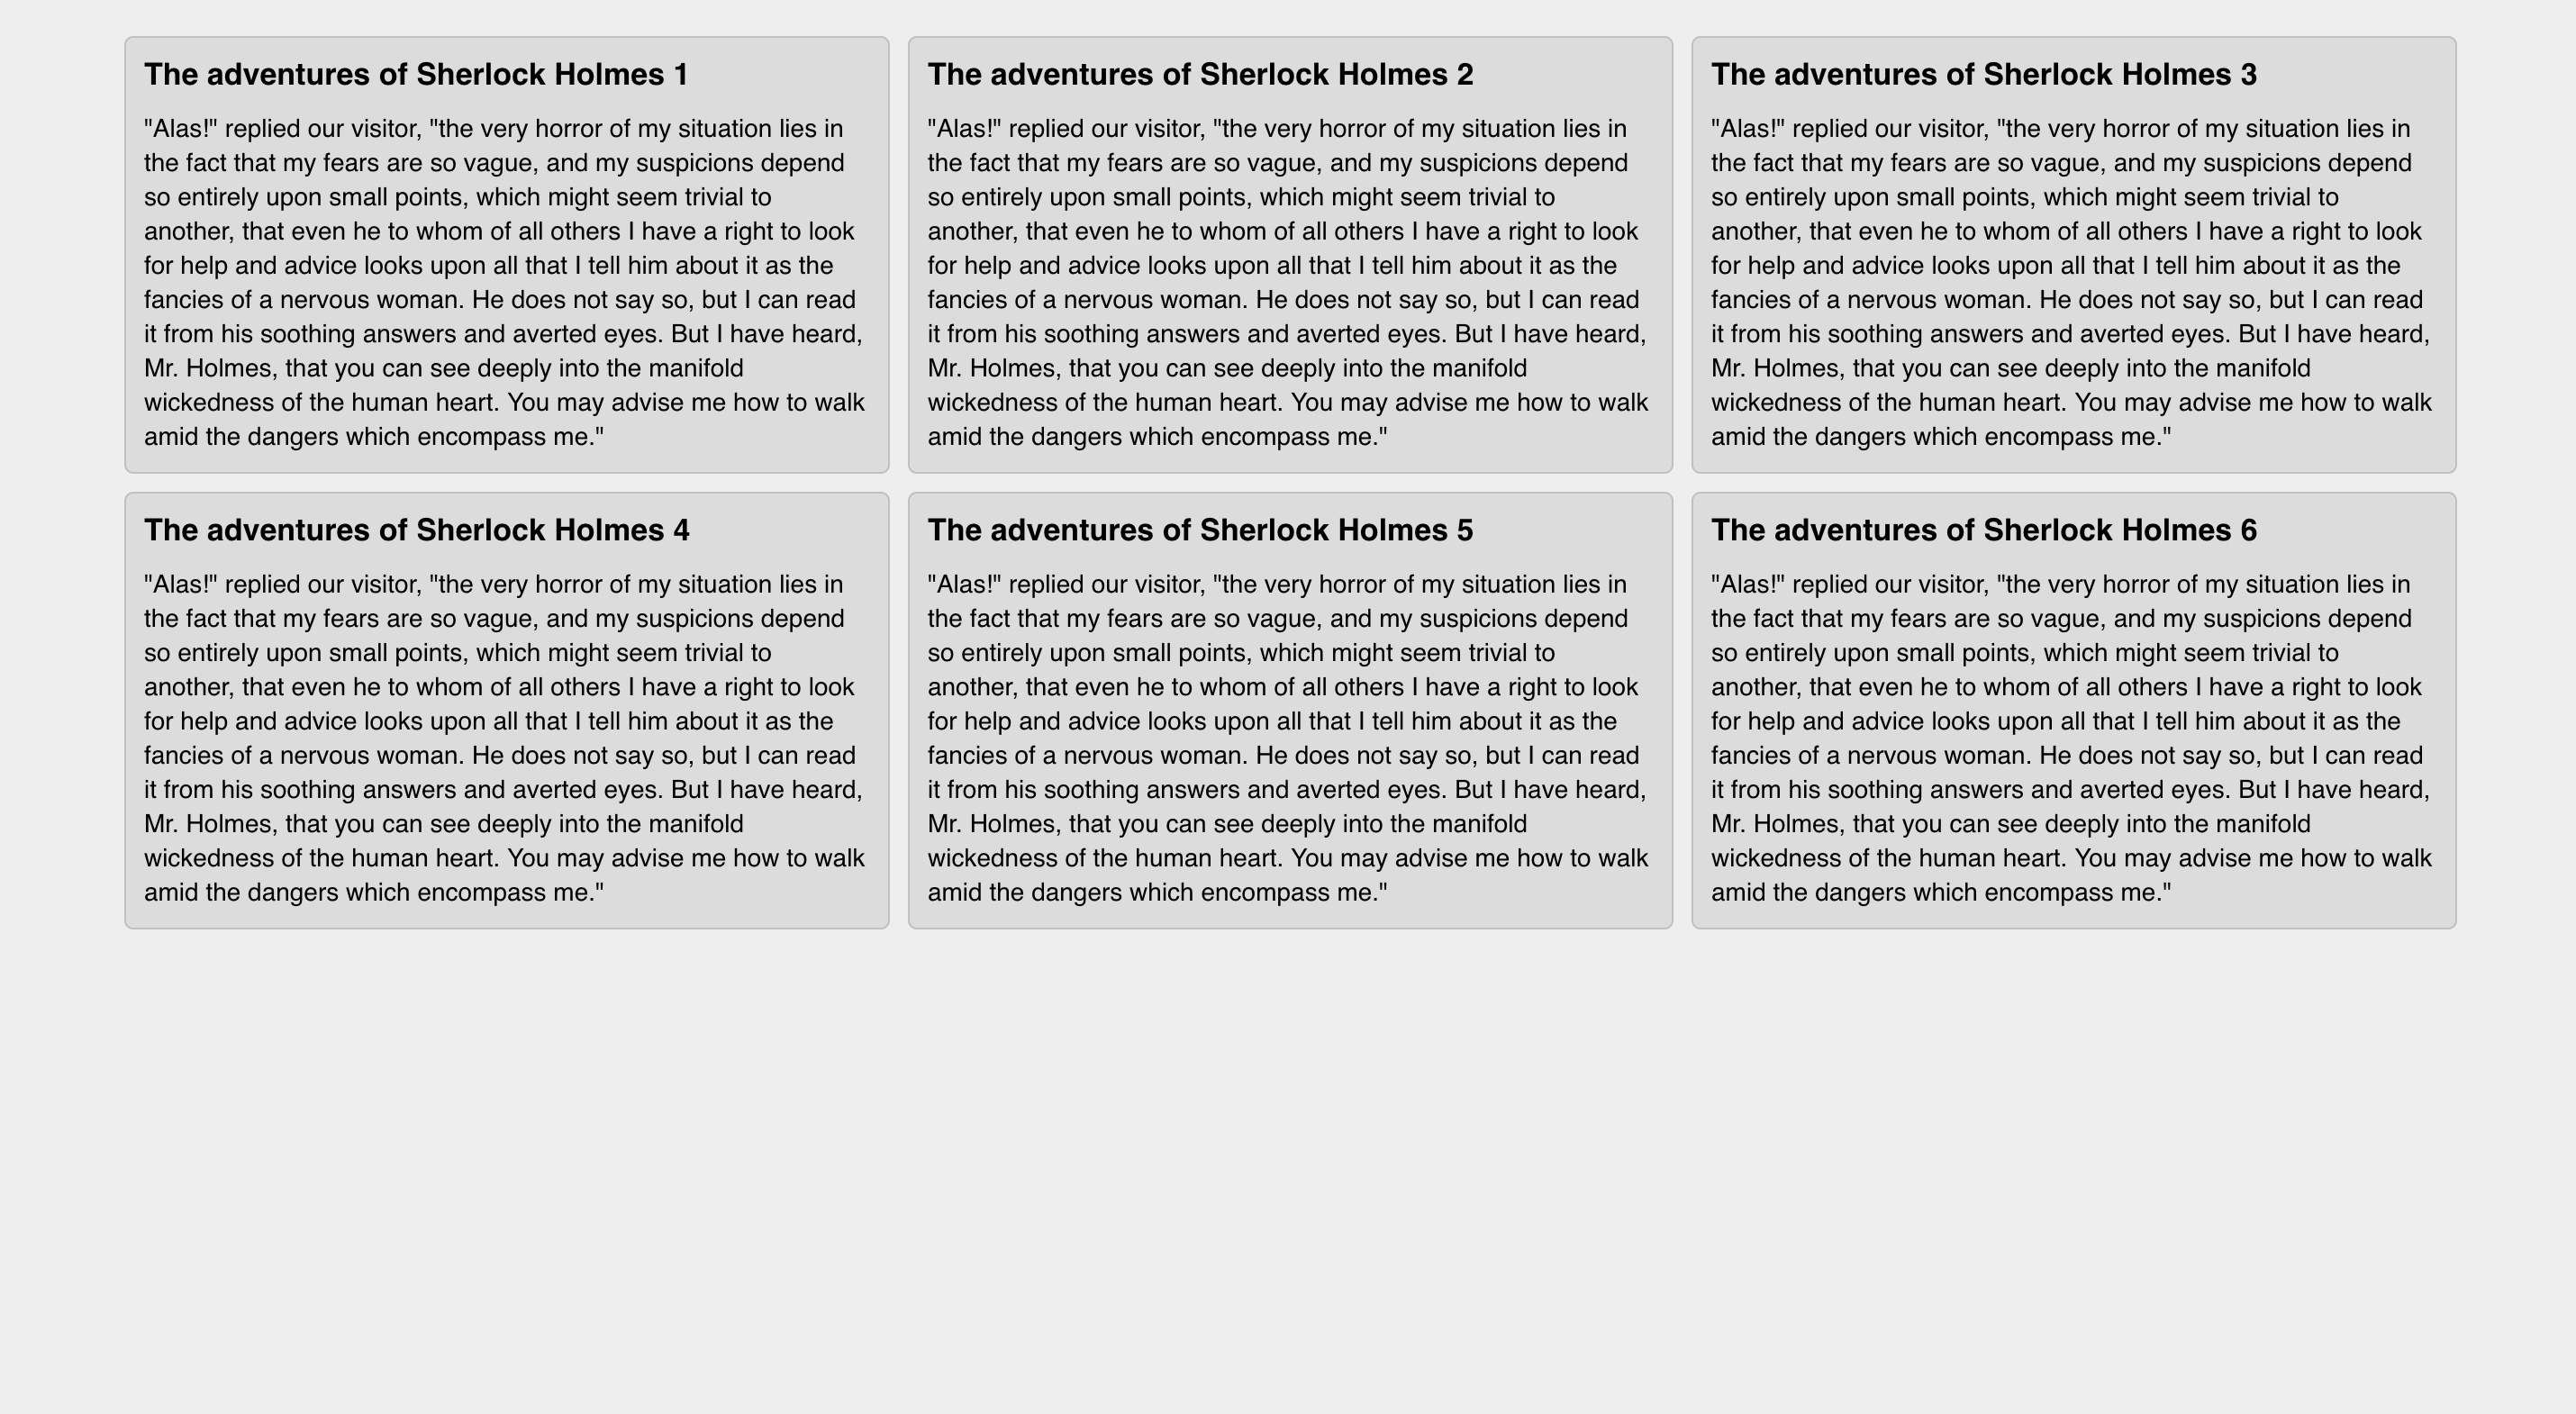 The adventures of Sherlock Holmes 1
"Alas!" replied our visitor, "the very horror of my situation lies in
the fact that my fears are so vague, and my suspicions depend
so entirely upon small points, which might seem trivial to
another, that even he to whom of all others I have a right to look
for help and advice looks upon all that I tell him about it as the
fancies of a nervous woman. He does not say so, but I can read
it from his soothing answers and averted eyes. But I have heard,
Mr. Holmes, that you can see deeply into the manifold
wickedness of the human heart. You may advise me how to walk
amid the dangers which encompass me."
The adventures of Sherlock Holmes 2
"Alas!" replied our visitor, "the very horror of my situation lies in
the fact that my fears are so vague, and my suspicions depend
so entirely upon small points, which might seem trivial to
another, that even he to whom of all others I have a right to look
for help and advice looks upon all that I tell him about it as the
fancies of a nervous woman. He does not say so, but I can read
it from his soothing answers and averted eyes. But I have heard,
Mr. Holmes, that you can see deeply into the manifold
wickedness of the human heart. You may advise me how to walk
amid the dangers which encompass me."
The adventures of Sherlock Holmes 3
"Alas!" replied our visitor, "the very horror of my situation lies in
the fact that my fears are so vague, and my suspicions depend
so entirely upon small points, which might seem trivial to
another, that even he to whom of all others I have a right to look
for help and advice looks upon all that I tell him about it as the
fancies of a nervous woman. He does not say so, but I can read
it from his soothing answers and averted eyes. But I have heard,
Mr. Holmes, that you can see deeply into the manifold
wickedness of the human heart. You may advise me how to walk
amid the dangers which encompass me."
The adventures of Sherlock Holmes 4
"Alas!" replied our visitor, "the very horror of my situation lies in
the fact that my fears are so vague, and my suspicions depend
so entirely upon small points, which might seem trivial to
another, that even he to whom of all others I have a right to look
for help and advice looks upon all that I tell him about it as the
fancies of a nervous woman. He does not say so, but I can read
it from his soothing answers and averted eyes. But I have heard,
Mr. Holmes, that you can see deeply into the manifold
wickedness of the human heart. You may advise me how to walk
amid the dangers which encompass me."
The adventures of Sherlock Holmes 5
"Alas!" replied our visitor, "the very horror of my situation lies in
the fact that my fears are so vague, and my suspicions depend
so entirely upon small points, which might seem trivial to
another, that even he to whom of all others I have a right to look
for help and advice looks upon all that I tell him about it as the
fancies of a nervous woman. He does not say so, but I can read
it from his soothing answers and averted eyes. But I have heard,
Mr. Holmes, that you can see deeply into the manifold
wickedness of the human heart. You may advise me how to walk
amid the dangers which encompass me."
The adventures of Sherlock Holmes 6
"Alas!" replied our visitor, "the very horror of my situation lies in
the fact that my fears are so vague, and my suspicions depend
so entirely upon small points, which might seem trivial to
another, that even he to whom of all others I have a right to look
for help and advice looks upon all that I tell him about it as the
fancies of a nervous woman. He does not say so, but I can read
it from his soothing answers and averted eyes. But I have heard,
Mr. Holmes, that you can see deeply into the manifold
wickedness of the human heart. You may advise me how to walk
amid the dangers which encompass me."